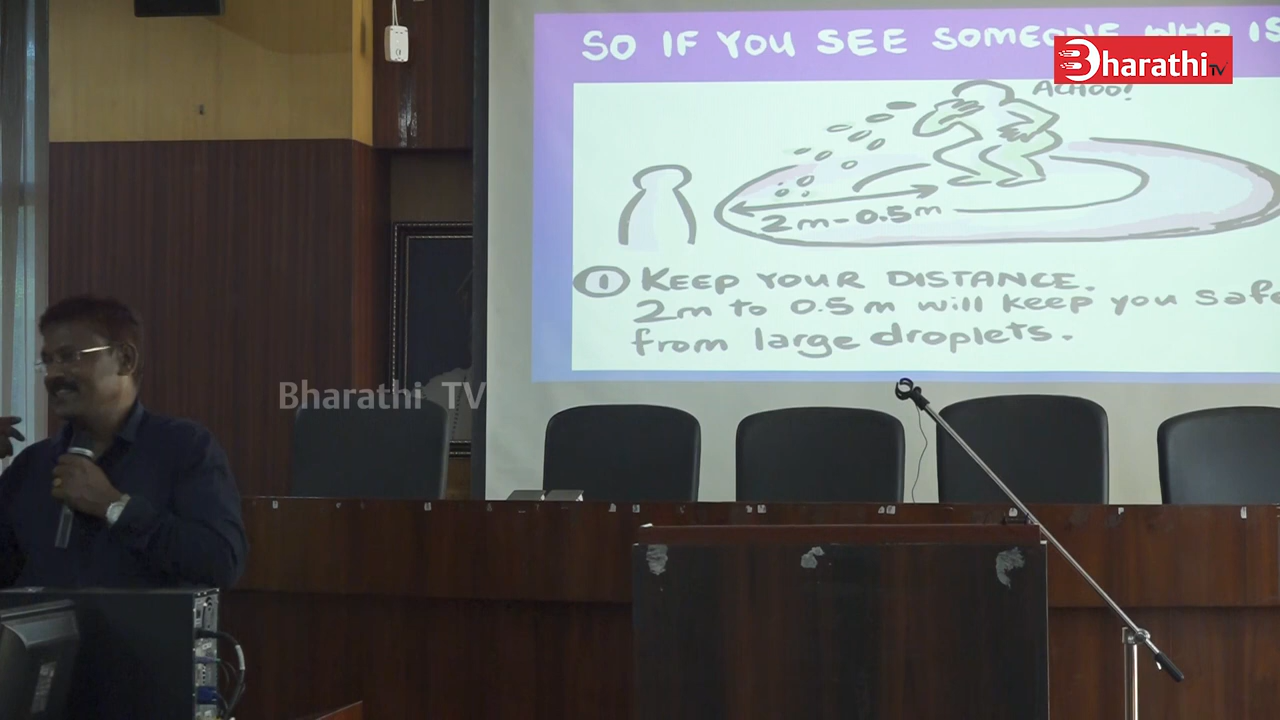 SO IF YOU SEE SOMEONE WHO IS
Bharathi TV
ACHOO!
2m-0.5m
① KEEP YOUR DISTANCE.
2m to 0.5m will keep you safe
from large droplets.
Bharathi TV